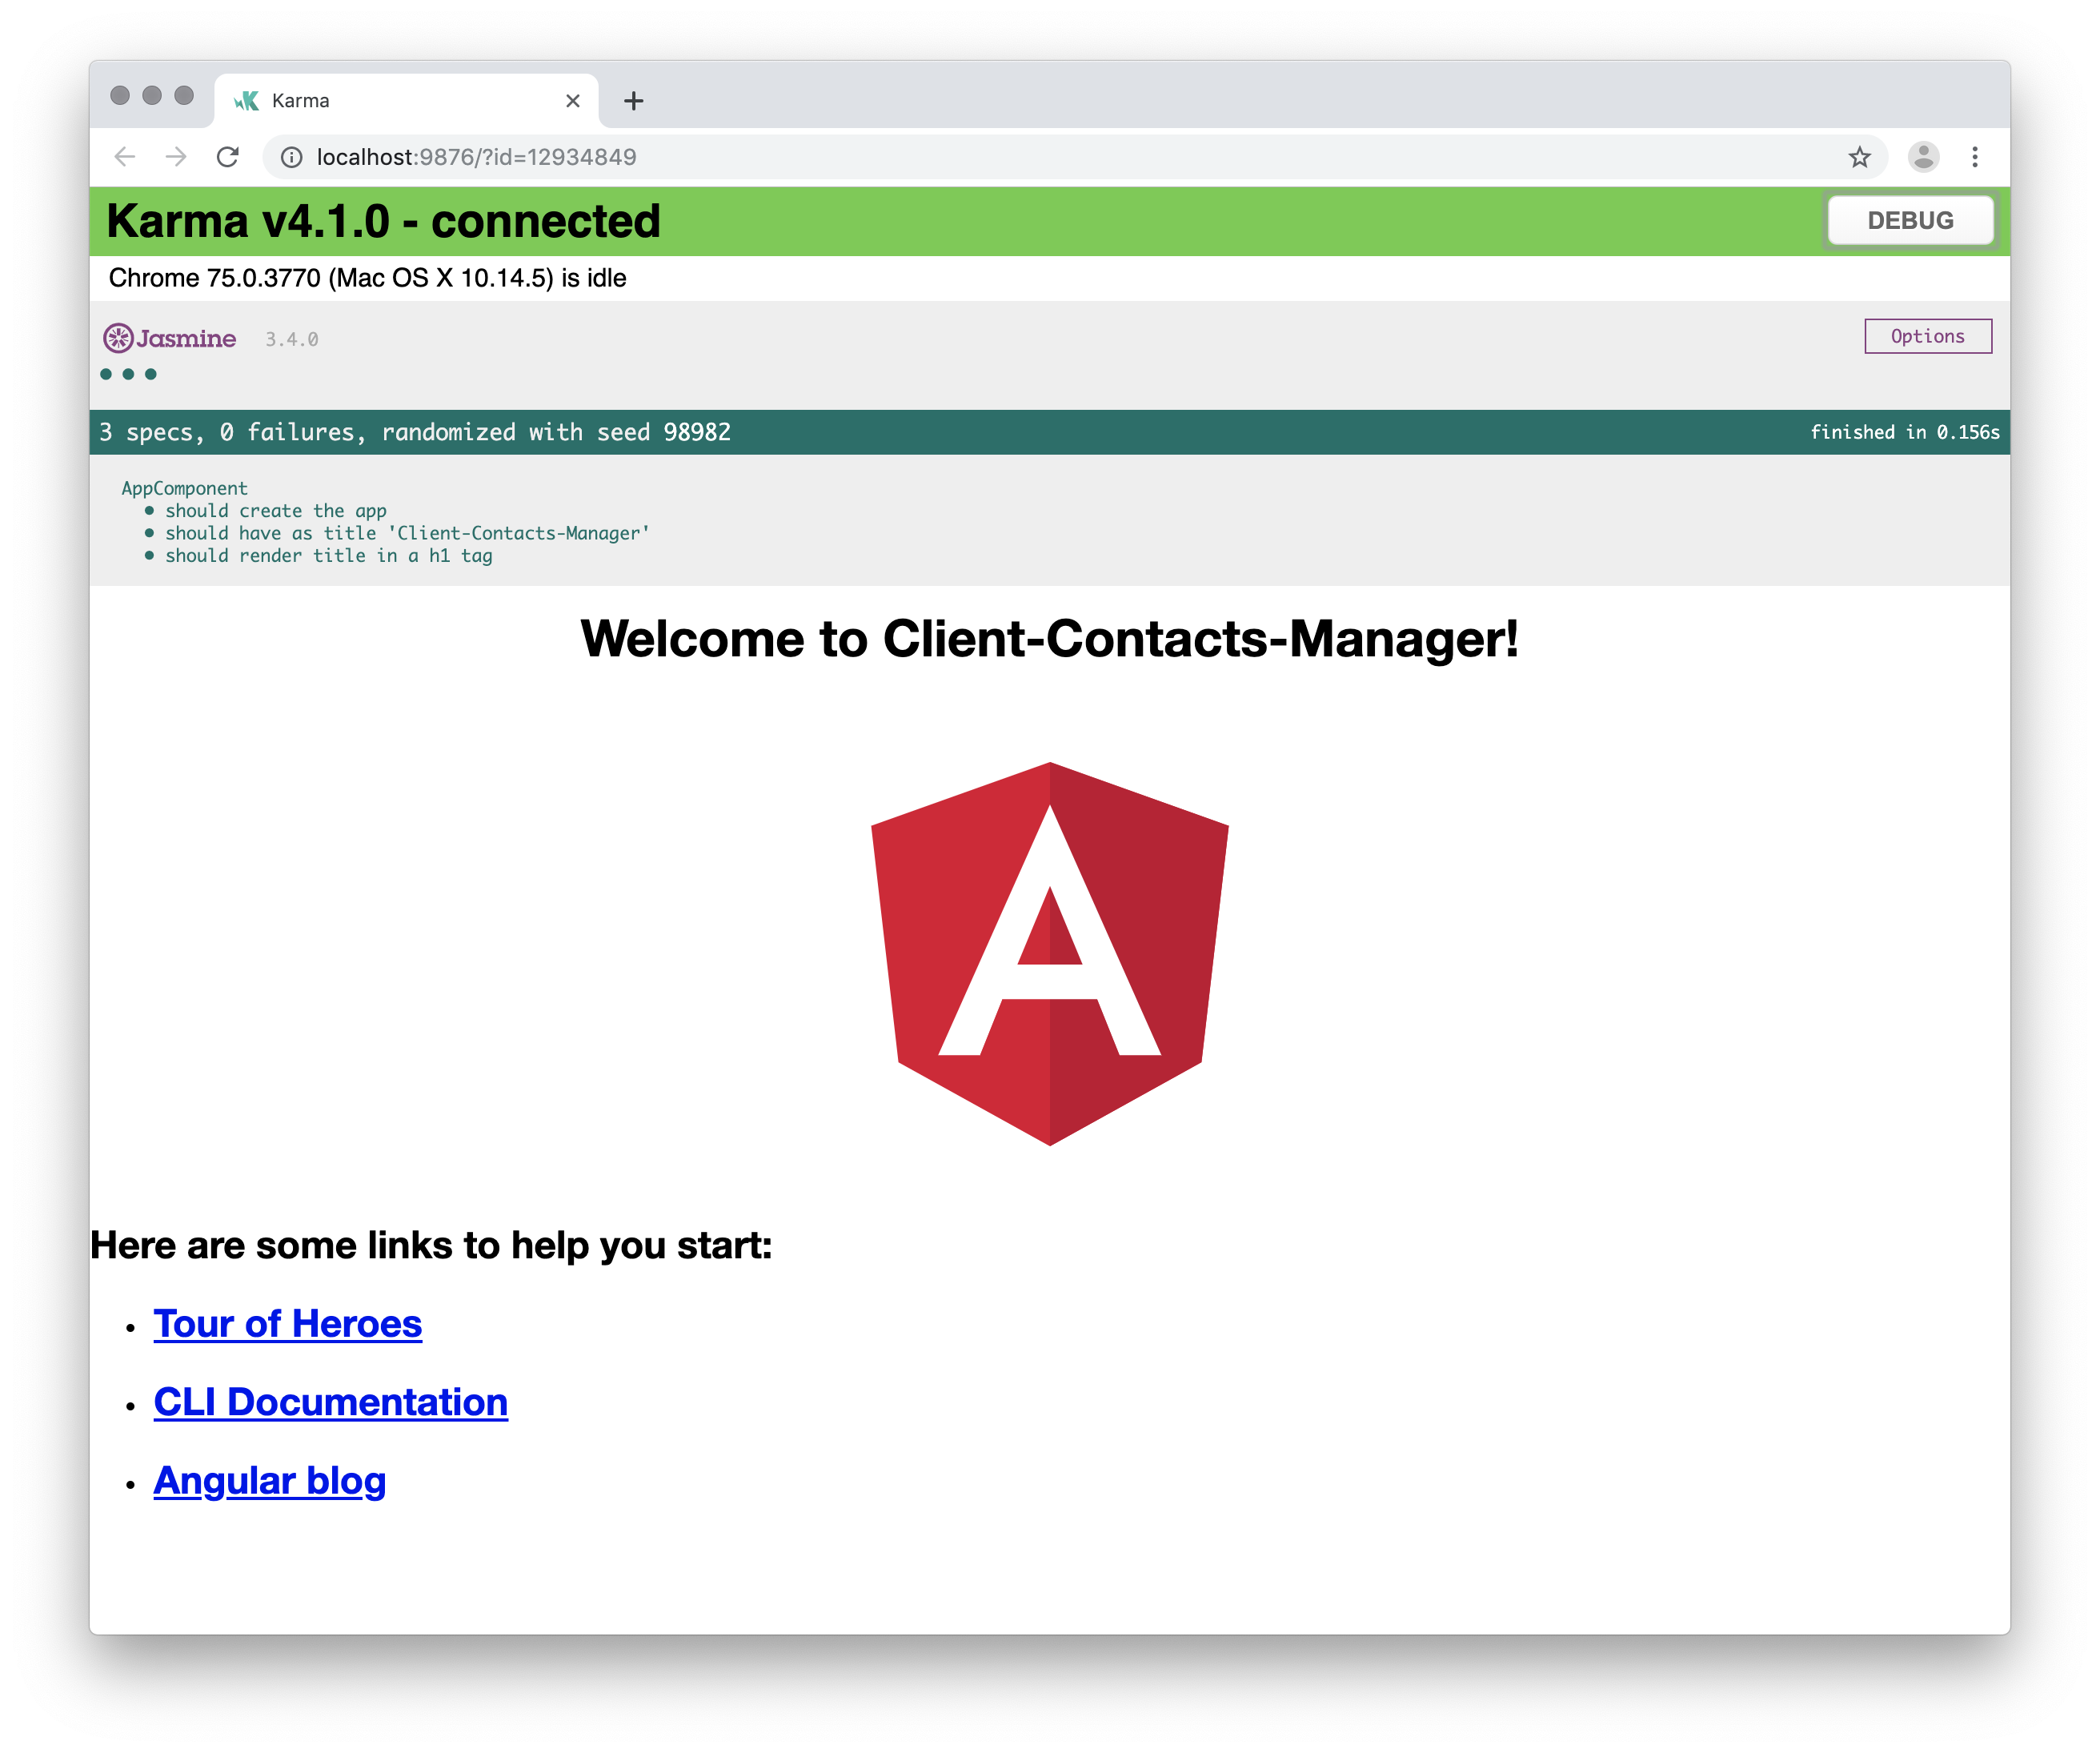 Karma
localhost:9876/?id=12934849
Karma v4.1.0 - connected
DEBUG
Chrome 75.0.3770 (Mac OS X 10.14.5) is idle
Jasmine 3.4.0
Options
3 specs, 0 failures, randomized with seed 98982
finished in 0.156s
AppComponent
• should create the app
• should have as title 'Client-Contacts-Manager'
• should render title in a h1 tag
Welcome to Client-Contacts-Manager!
A
Here are some links to help you start:
• Tour of Heroes
• CLI Documentation
• Angular blog